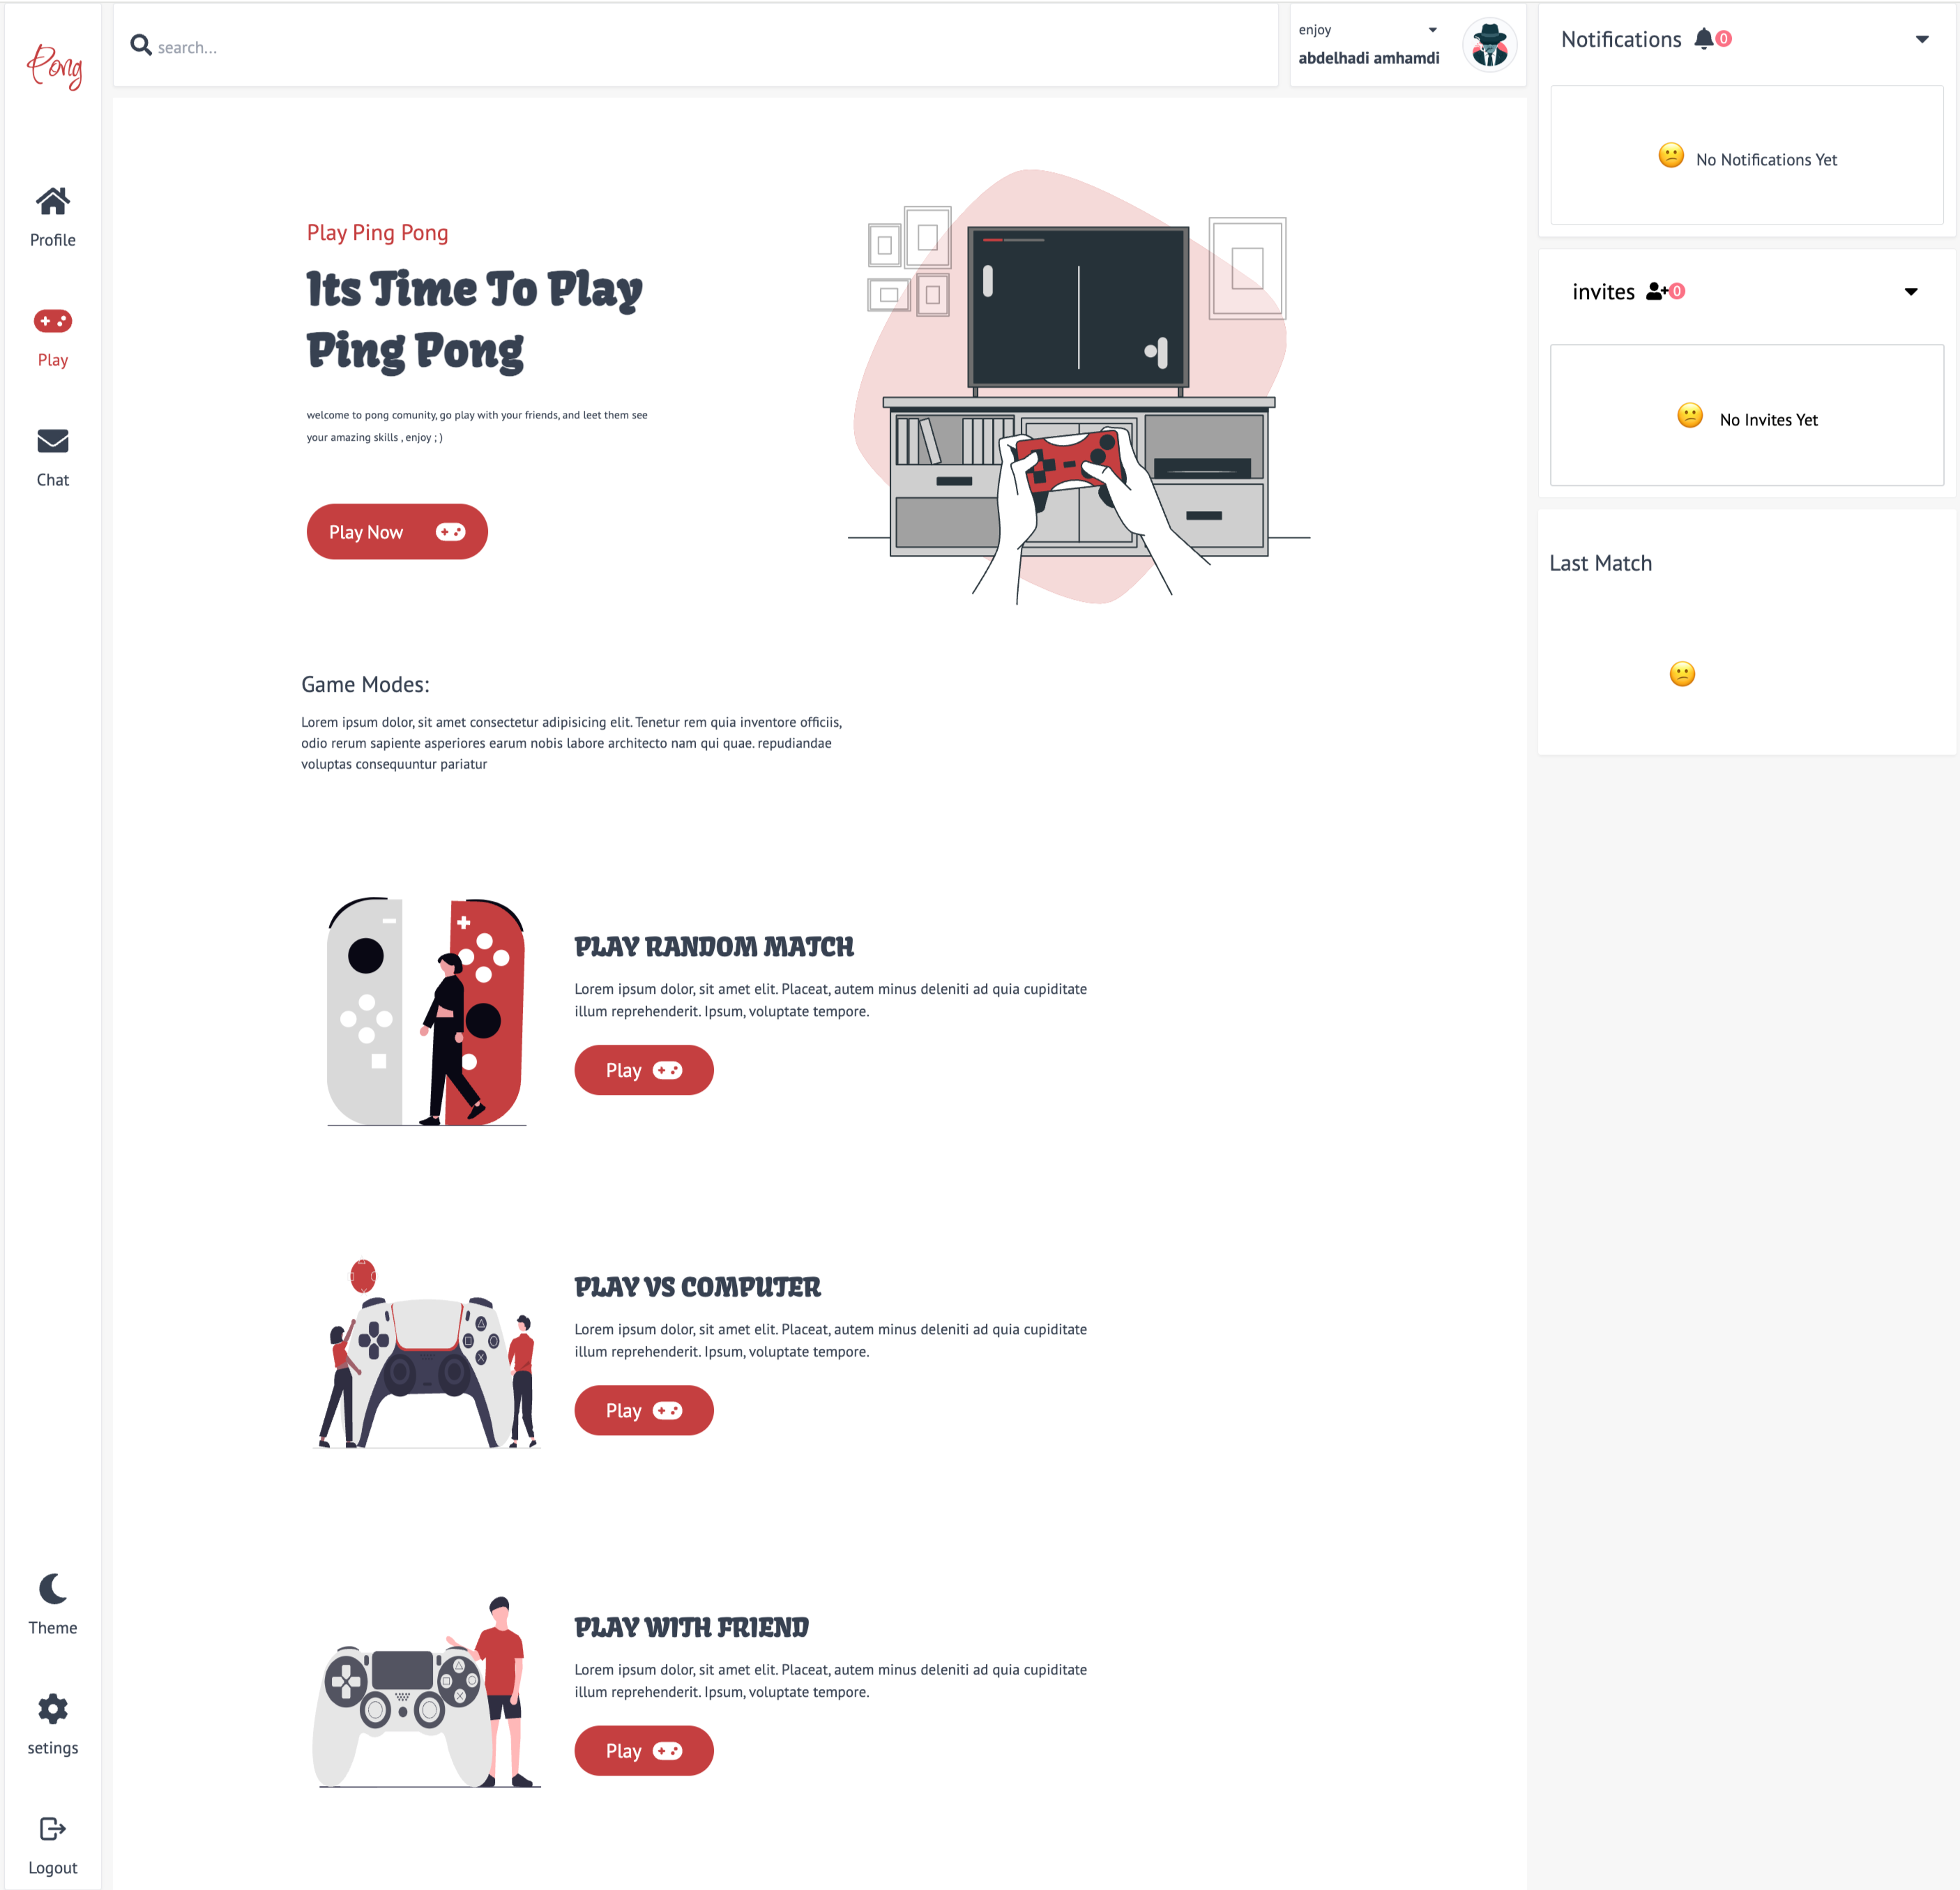 Pong
Profile
Play
Chat
Theme
setings
Logout
search...
enjoy
abdelhadi amhamdi
Play Ping Pong
Its Time To Play
Ping Pong
welcome to pong comunity, go play with your friends, and leet them see
your amazing skills , enjoy ; )
Play Now
Game Modes:
Lorem ipsum dolor, sit amet consectetur adipisicing elit. Tenetur rem quia inventore officiis,
odio rerum sapiente asperiores earum nobis labore architecto nam qui quae. repudiandae
voluptas consequuntur pariatur
PLAY RANDOM MATCH
Lorem ipsum dolor, sit amet elit. Placeat, autem minus deleniti ad quia cupiditate
illum reprehenderit. Ipsum, voluptate tempore.
Play
PLAY VS COMPUTER
Lorem ipsum dolor, sit amet elit. Placeat, autem minus deleniti ad quia cupiditate
illum reprehenderit. Ipsum, voluptate tempore.
Play
PLAY WITH FRIEND
Lorem ipsum dolor, sit amet elit. Placeat, autem minus deleniti ad quia cupiditate
illum reprehenderit. Ipsum, voluptate tempore.
Play
Notifications 0
No Notifications Yet
invites 0
No Invites Yet
Last Match